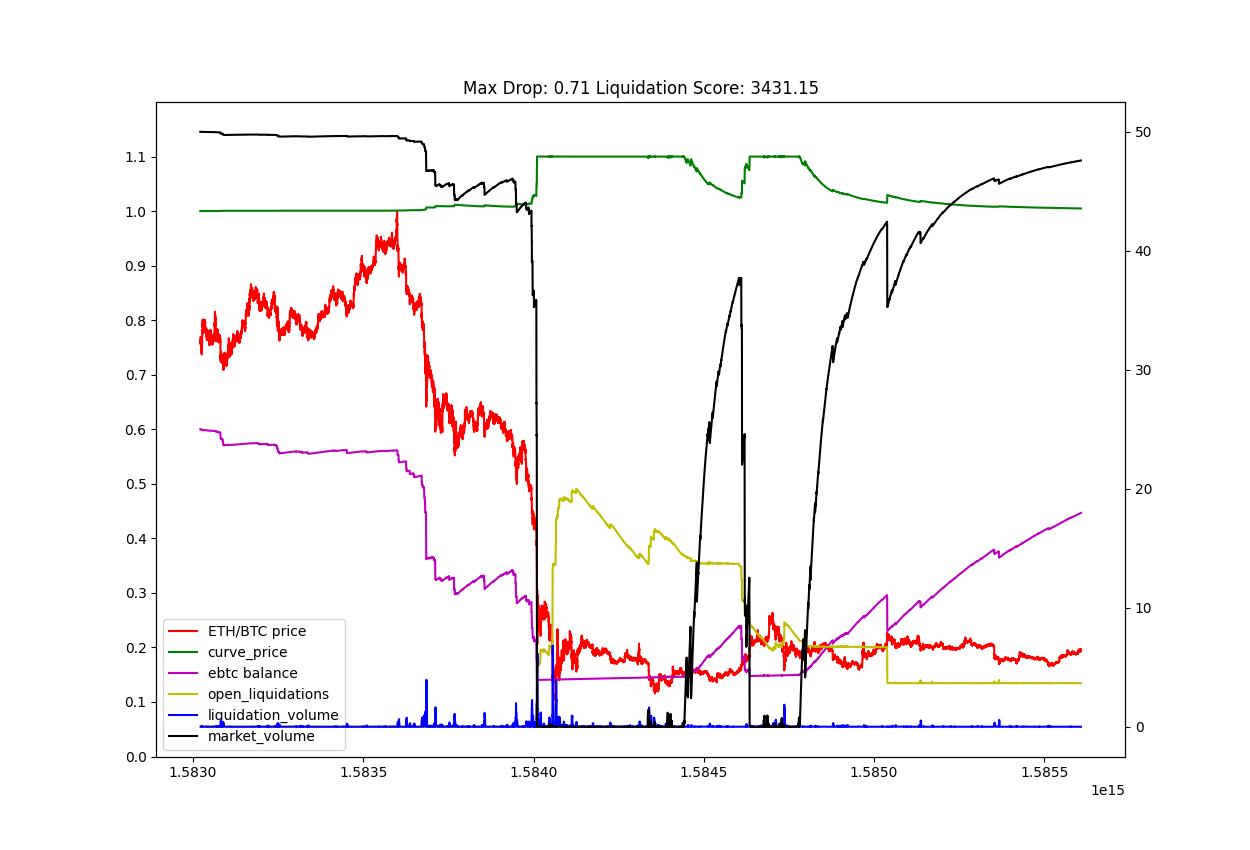 Max Drop: 0.71 Liquidation Score: 3431.15
1.1
1.0
0.9
0.8
0.7
0.6
0.5
0.4
0.3
0.2
0.1
0.0
50
40
30
20
10
0
ETH/BTC price
curve_price
ebtc balance
open_liquidations
liquidation_volume
market_volume
1.5830 1.5835 1.5840 1.5845 1.5850 1.5855
1e15